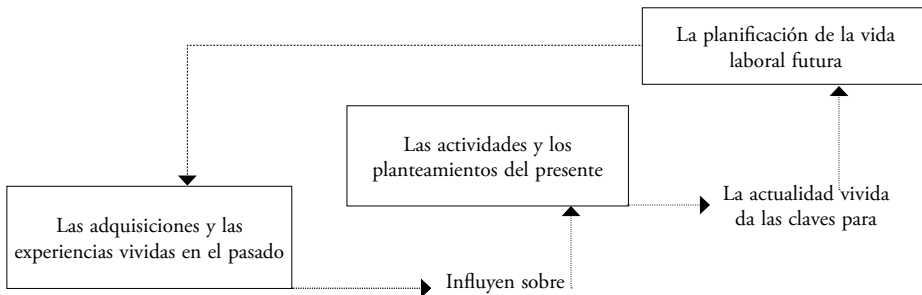 La planificación de la vida
laboral futura
Las actividades y los
planteamientos del presente
La actualidad vivida
da las claves para
Las adquisiciones y las
experiencias vividas en el pasado
Influyen sobre